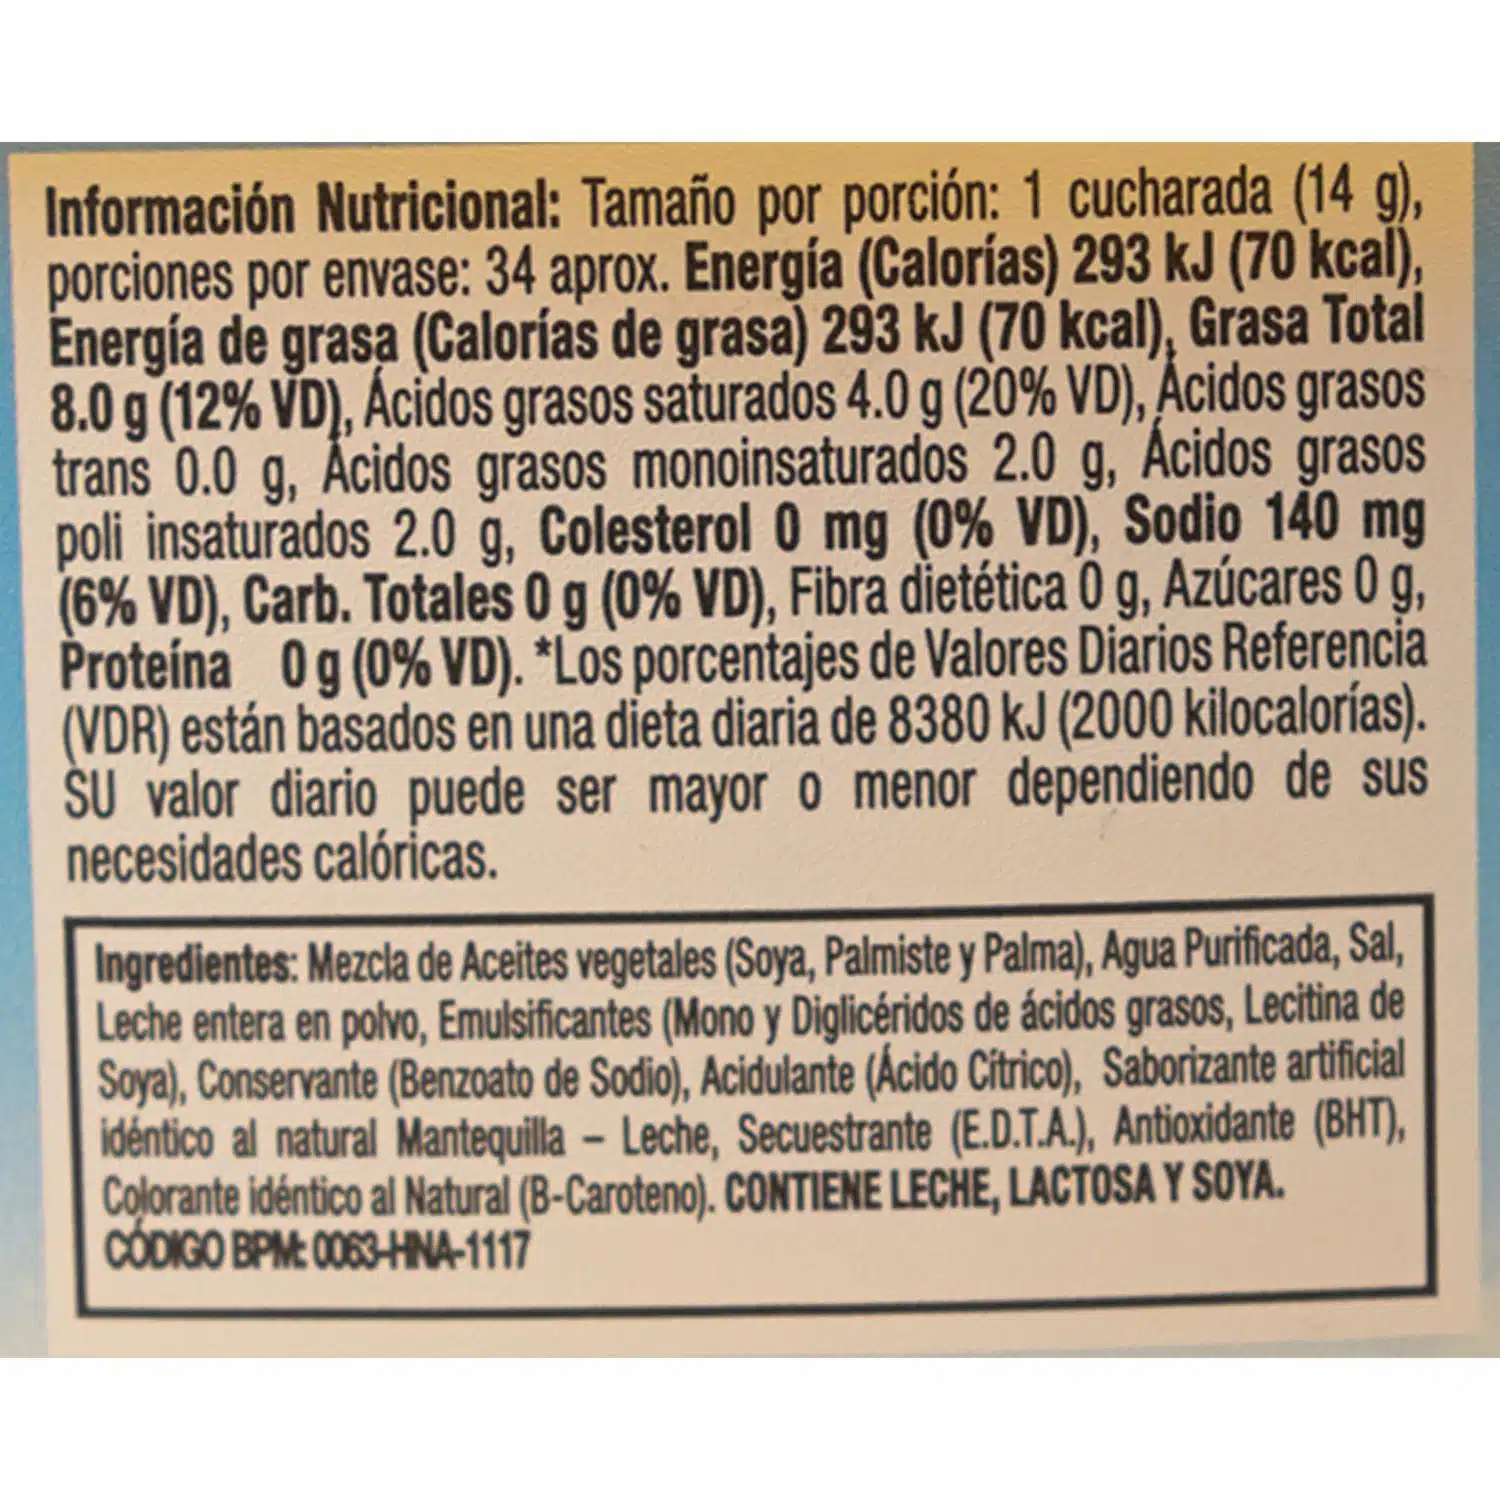 Información Nutricional: Tamaño por porción: 1 cucharada (14 g),
porciones por envase: 34 aprox. Energía (Calorías) 293 kJ (70 kcal),
Energía de grasa (Calorías de grasa) 293 kJ (70 kcal), Grasa Total
8.0 g (12% VD), Ácidos grasos saturados 4.0 g (20% VD), Ácidos grasos
trans 0.0 g, Ácidos grasos monoinsaturados 2.0 g, Ácidos grasos
poli insaturados 2.0 g, Colesterol 0 mg (0% VD), Sodio 140 mg
(6% VD), Carb. Totales 0 g (0% VD), Fibra dietética 0 g, Azúcares 0 g,
Proteína 0 g (0% VD). *Los porcentajes de Valores Diarios Referencia
(VDR) están basados en una dieta diaria de 8380 kJ (2000 kilocalorías).
SU valor diario puede ser mayor o menor dependiendo de sus
necesidades calóricas.
Ingredientes: Mezcla de Aceites vegetales (Soya, Palmiste y Palma), Agua Purificada, Sal,
Leche entera en polvo, Emulsificantes (Mono y Diglicéridos de ácidos grasos, Lecitina de
Soya), Conservante (Benzoato de Sodio), Acidulante (Ácido Cítrico), Saborizante artificial
idéntico al natural Mantequilla – Leche, Secuestrante (E.D.T.A.), Antioxidante (BHT),
Colorante idéntico al Natural (B-Caroteno). CONTIENE LECHE, LACTOSA Y SOYA.
CÓDIGO BPM: 0063-HNA-1117